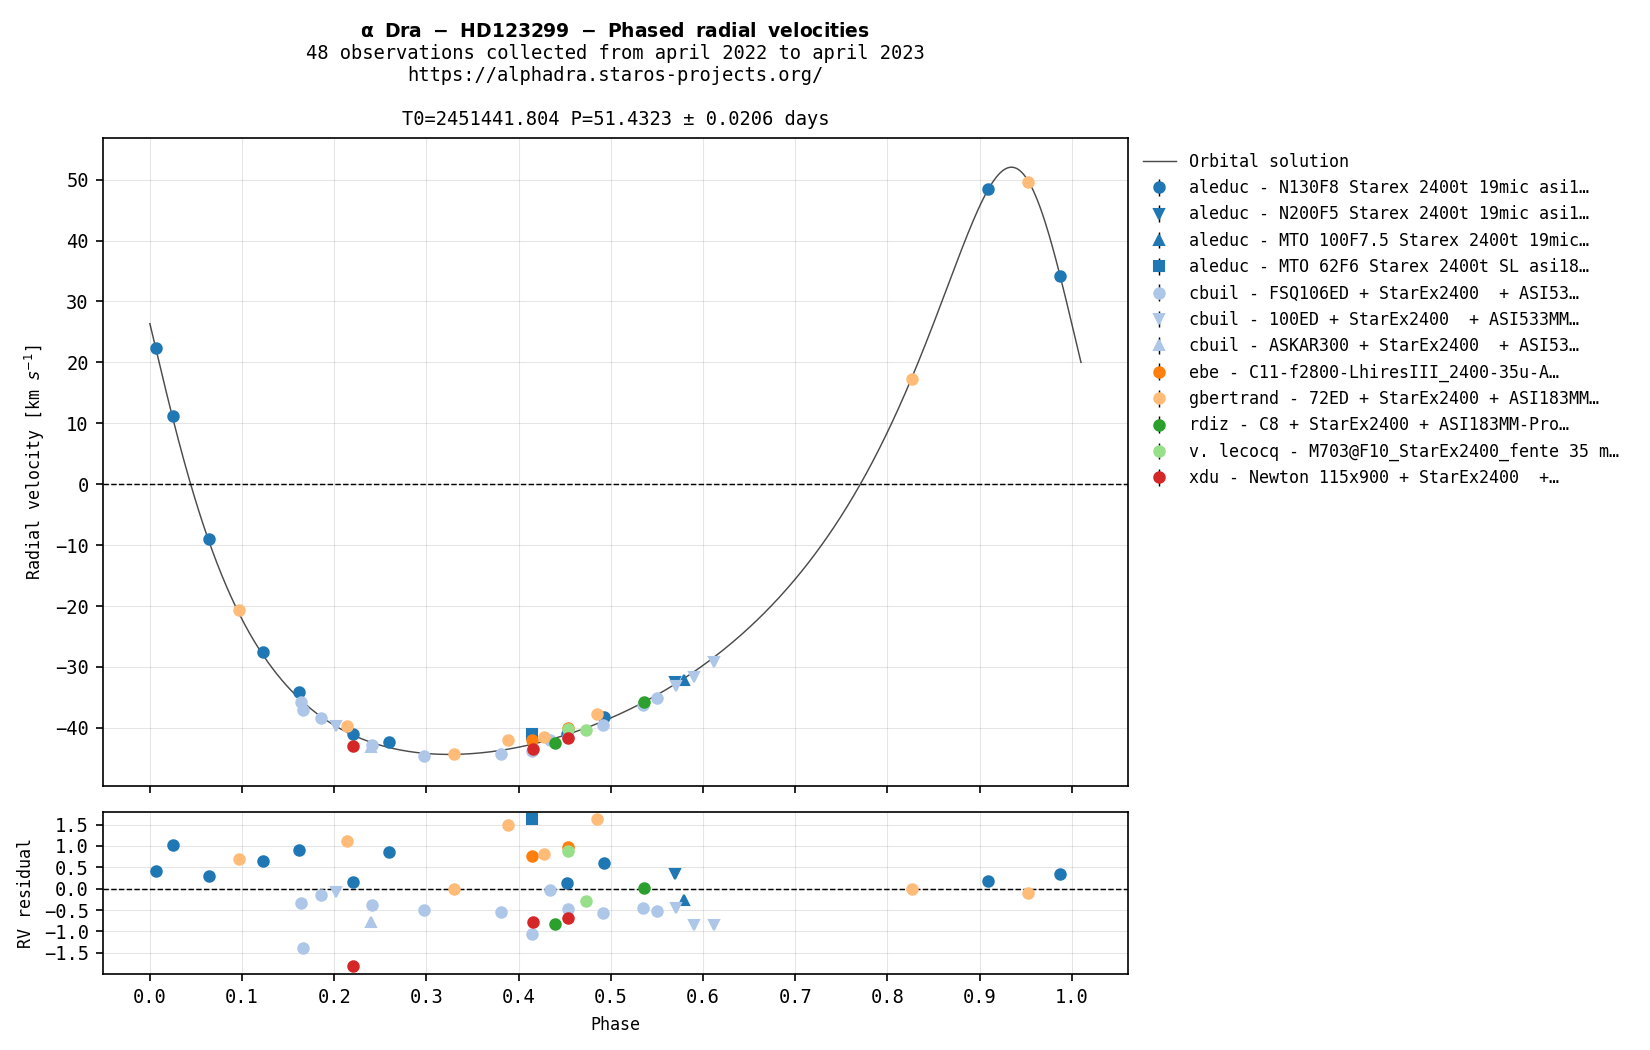 α Dra − HD123299 − Phased radial velocities
48 observations collected from april 2022 to april 2023
https://alphadra.staros-projects.org/
T0=2451441.804 P=51.4323 ± 0.0206 days
Radial velocity [km s⁻¹]
50
40
30
20
10
0
−10
−20
−30
−40
Orbital solution
aleduc - N130F8 Starex 2400t 19mic asi1…
aleduc - N200F5 Starex 2400t 19mic asi1…
aleduc - MTO 100F7.5 Starex 2400t 19mic…
aleduc - MTO 62F6 Starex 2400t SL asi18…
cbuil - FSQ106ED + StarEx2400  + ASI53…
cbuil - 100ED + StarEx2400  + ASI533MM…
cbuil - ASKAR300 + StarEx2400  + ASI53…
ebe - C11-f2800-LhiresIII_2400-35u-A…
gbertrand - 72ED + StarEx2400 + ASI183MM…
rdiz - C8 + StarEx2400 + ASI183MM-Pro…
v. lecocq - M703@F10_StarEx2400_fente 35 m…
xdu - Newton 115x900 + StarEx2400  +…
RV residual
1.5
1.0
0.5
0.0
−0.5
−1.0
−1.5
0.0 0.1 0.2 0.3 0.4 0.5 0.6 0.7 0.8 0.9 1.0
Phase